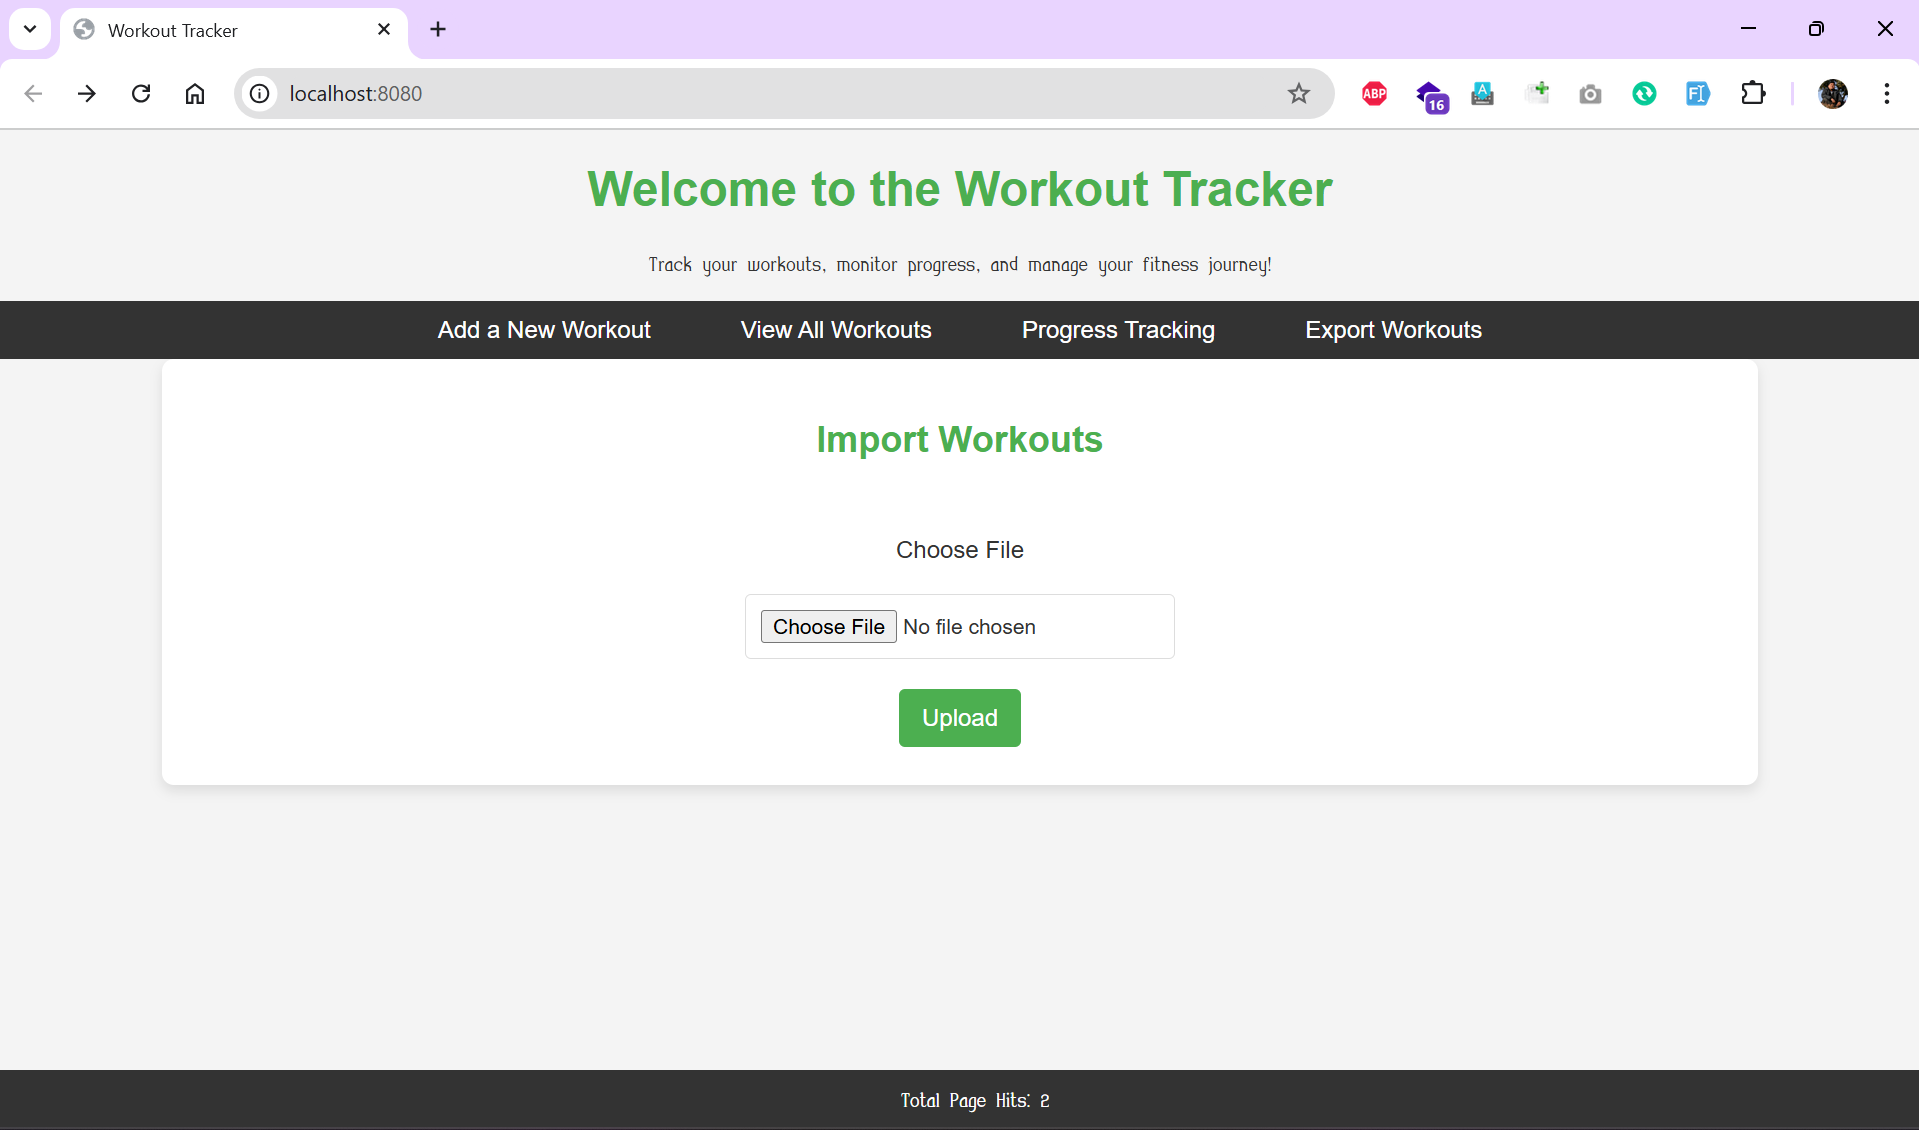 Workout Tracker
localhost:8080
ABP
16
A
F
Welcome to the Workout Tracker
Track your workouts, monitor progress, and manage your fitness journey!
Add a New Workout View All Workouts Progress Tracking Export Workouts
Import Workouts
Choose File
Choose File No file chosen
Upload
Total Page Hits: 2